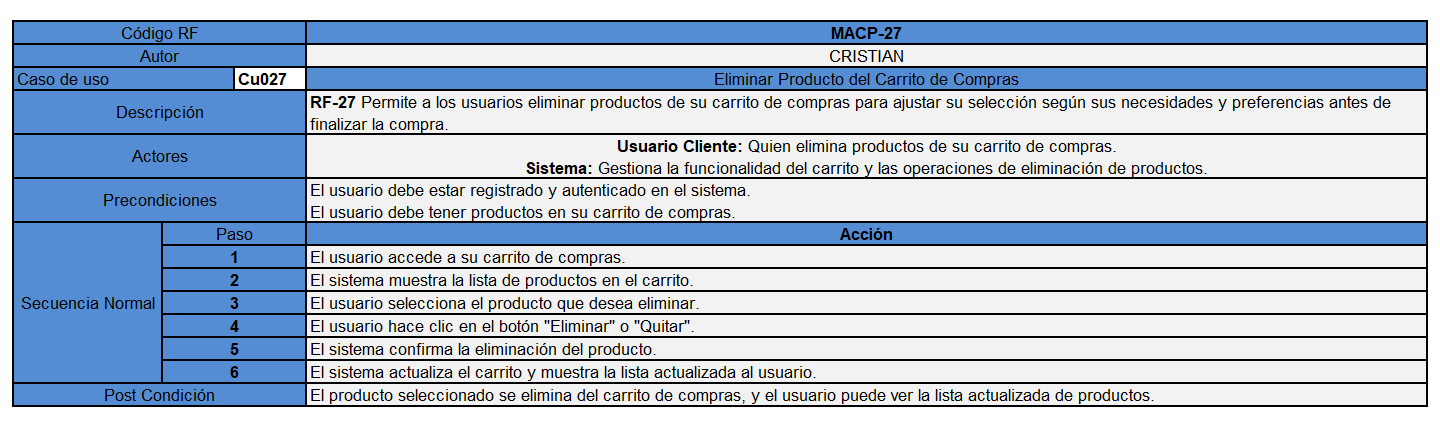 Código RF MACP-27
Autor CRISTIAN
Caso de uso Cu027 Eliminar Producto del Carrito de Compras
Descripción RF-27 Permite a los usuarios eliminar productos de su carrito de compras para ajustar su selección según sus necesidades y preferencias antes de
finalizar la compra.
Actores Usuario Cliente: Quien elimina productos de su carrito de compras.
Sistema: Gestiona la funcionalidad del carrito y las operaciones de eliminación de productos.
Precondiciones El usuario debe estar registrado y autenticado en el sistema.
El usuario debe tener productos en su carrito de compras.
Secuencia Normal Paso Acción
1 El usuario accede a su carrito de compras.
2 El sistema muestra la lista de productos en el carrito.
3 El usuario selecciona el producto que desea eliminar.
4 El usuario hace clic en el botón "Eliminar" o "Quitar".
5 El sistema confirma la eliminación del producto.
6 El sistema actualiza el carrito y muestra la lista actualizada al usuario.
Post Condición El producto seleccionado se elimina del carrito de compras, y el usuario puede ver la lista actualizada de productos.